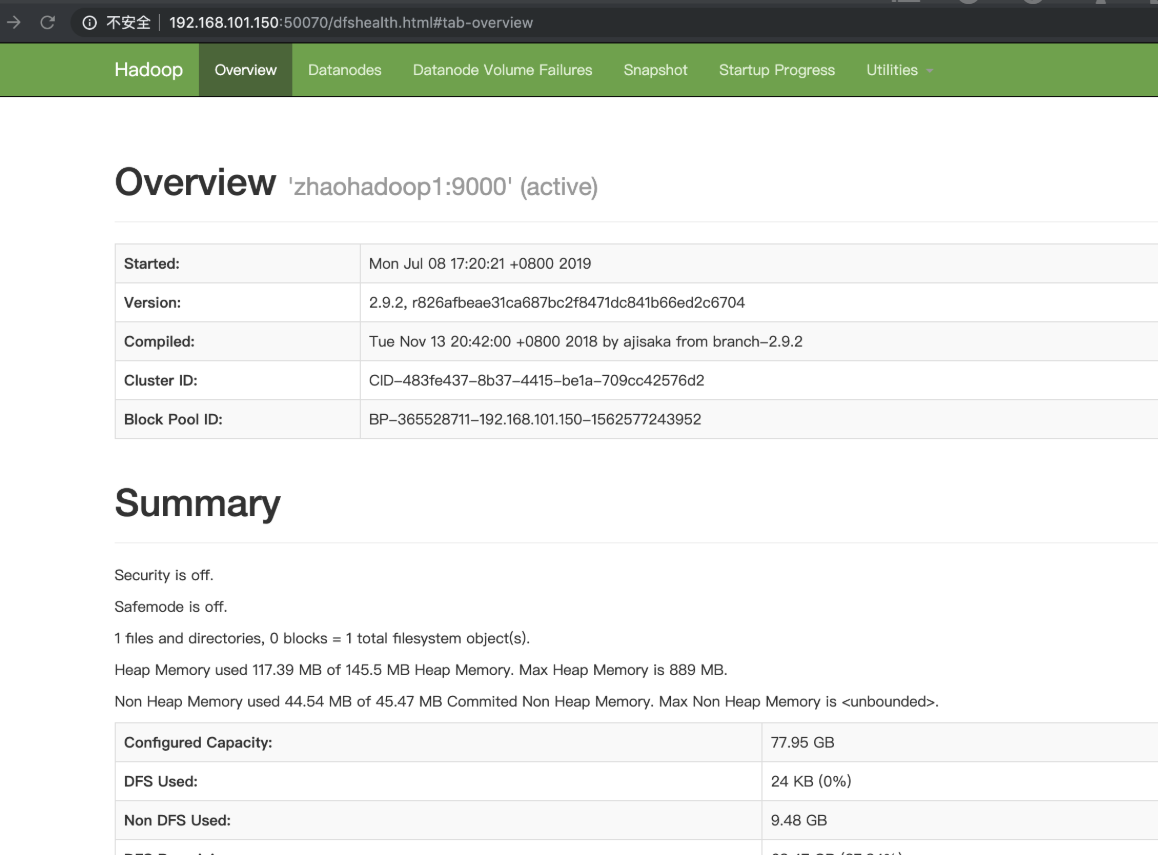 不安全 192.168.101.150:50070/dfshealth.html#tab-overview
Hadoop Overview Datanodes Datanode Volume Failures Snapshot Startup Progress Utilities
Overview 'zhaohadoop1:9000' (active)
Started: Mon Jul 08 17:20:21 +0800 2019
Version: 2.9.2, r826afbeae31ca687bc2f8471dc841b66ed2c6704
Compiled: Tue Nov 13 20:42:00 +0800 2018 by ajisaka from branch-2.9.2
Cluster ID: CID-483fe437-8b37-4415-be1a-709cc42576d2
Block Pool ID: BP-365528711-192.168.101.150-1562577243952
Summary
Security is off.
Safemode is off.
1 files and directories, 0 blocks = 1 total filesystem object(s).
Heap Memory used 117.39 MB of 145.5 MB Heap Memory. Max Heap Memory is 889 MB.
Non Heap Memory used 44.54 MB of 45.47 MB Commited Non Heap Memory. Max Non Heap Memory is <unbounded>.
Configured Capacity: 77.95 GB
DFS Used: 24 KB (0%)
Non DFS Used: 9.48 GB